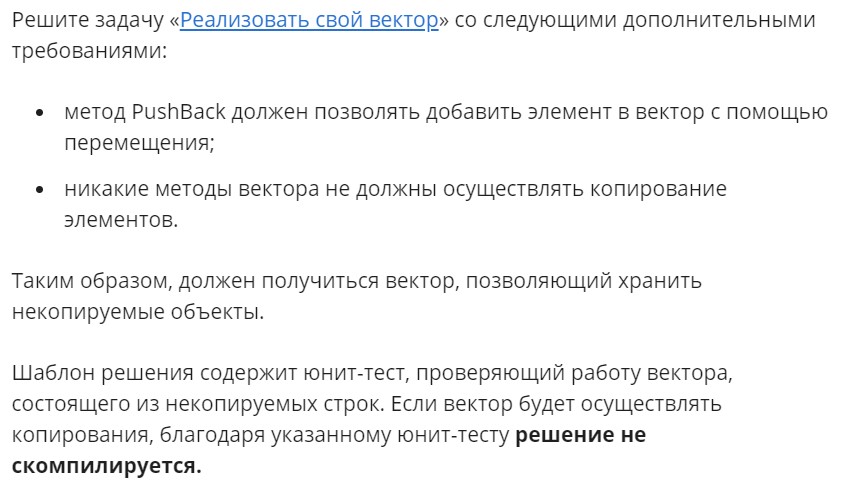 Решите задачу «Реализовать свой вектор» со следующими дополнительными
требованиями:
• метод PushBack должен позволять добавить элемент в вектор с помощью
перемещения;
• никакие методы вектора не должны осуществлять копирование
элементов.
Таким образом, должен получиться вектор, позволяющий хранить
некопируемые объекты.
Шаблон решения содержит юнит-тест, проверяющий работу вектора,
состоящего из некопируемых строк. Если вектор будет осуществлять
копирования, благодаря указанному юнит-тесту решение не
скомпилируется.